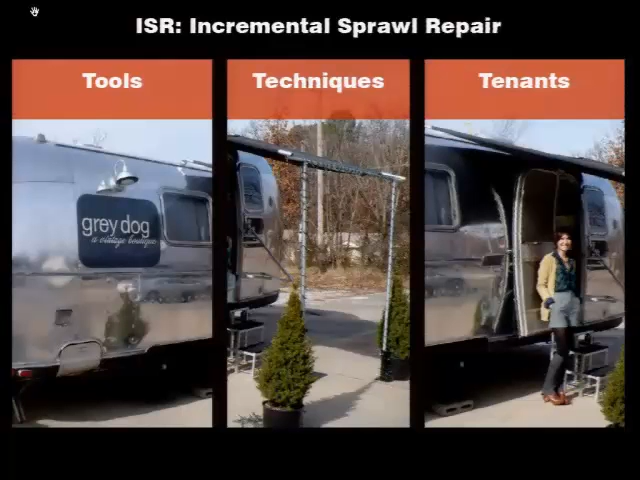 ISR: Incremental Sprawl Repair
Tools
Techniques
Tenants
grey dog
a vintage boutique